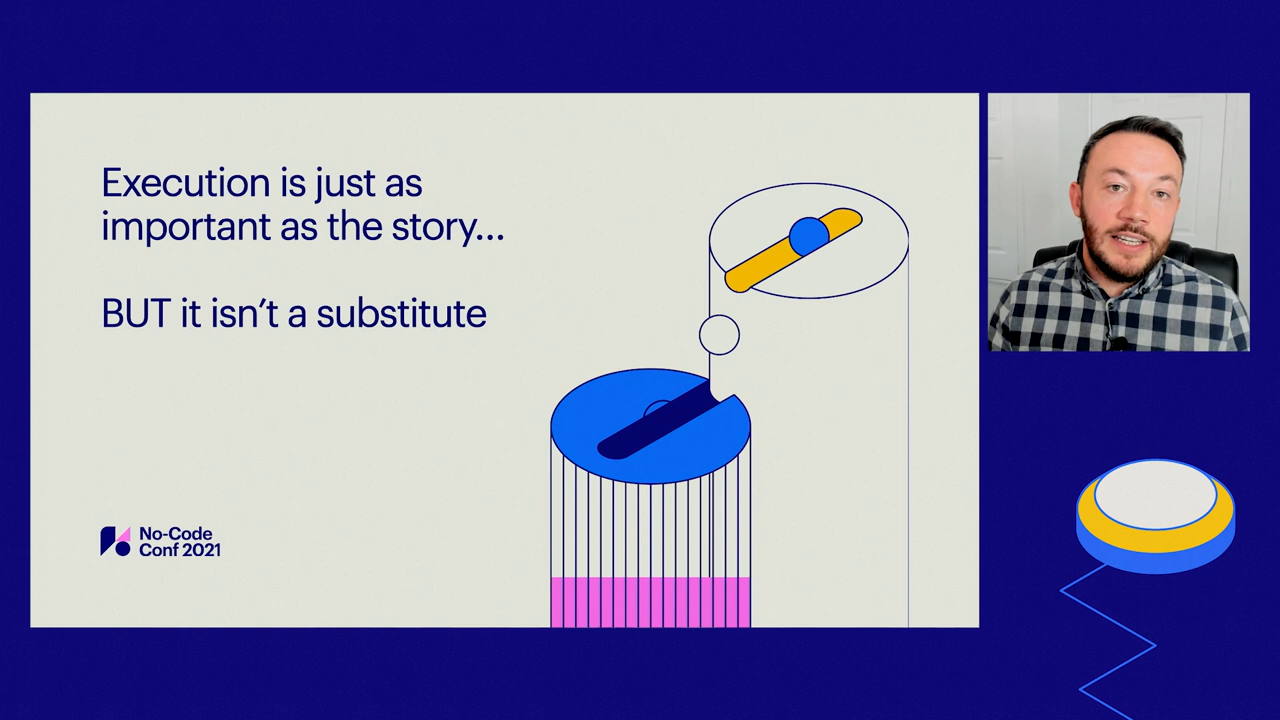 Execution is just as
important as the story...
BUT it isn’t a substitute
No-Code
Conf 2021